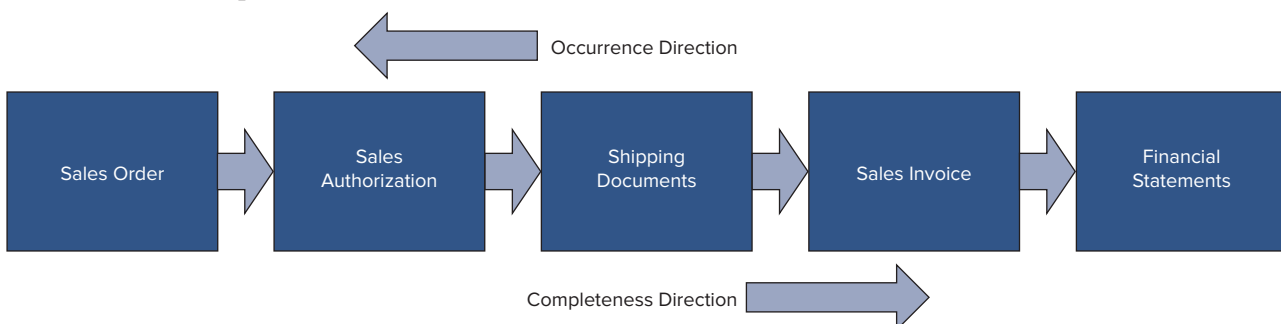 Occurrence Direction
Sales Order
Sales
Authorization
Shipping
Documents
Sales Invoice
Financial
Statements
Completeness Direction